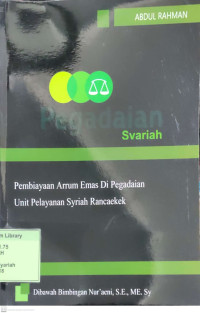 ABDUL RAHMAN
Pegadaian
Syariah
Pembiayaan Arrum Emas Di Pegadaian
Unit Pelayanan Syriah Rancaekek
Library
Dibawah Bimbingan Nur'aeni, S.E., ME, Sy